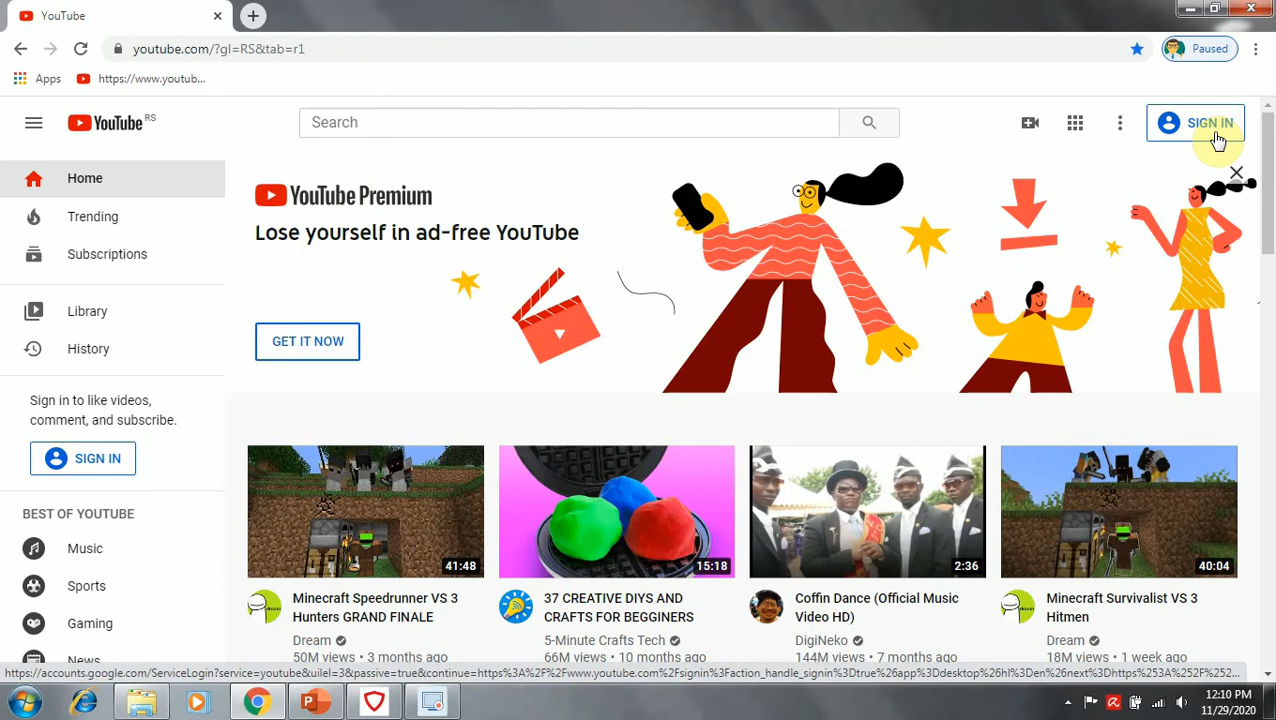 YouTube
youtube.com/?gl=RS&tab=r1
Paused
Apps
https://www.youtub...
YouTube RS
Search
SIGN IN
Home
Trending
Subscriptions
Library
History
Sign in to like videos,
comment, and subscribe.
SIGN IN
BEST OF YOUTUBE
Music
Sports
Gaming
News
YouTube Premium
Lose yourself in ad-free YouTube
GET IT NOW
41:48
15:18
2:36
40:04
Minecraft Speedrunner VS 3
Hunters GRAND FINALE
Dream
50M views • 3 months ago
37 CREATIVE DIYS AND
CRAFTS FOR BEGGINERS
5-Minute Crafts Tech
66M views • 10 months ago
Coffin Dance (Official Music
Video HD)
DigiNeko
144M views • 7 months ago
Minecraft Survivalist VS 3
Hitmen
Dream
18M views • 1 week ago
https://accounts.google.com/ServiceLogin?service=youtube&uilel=3&passive=true&continue=https%3A%2F%2Fwww.youtube.com%2Fsignin%3Faction_handle_signin%3Dtrue%26app%3Ddesktop%26hl%3Den%26next%3Dhttps%253A%252F%252F...
12:10 PM
11/29/2020